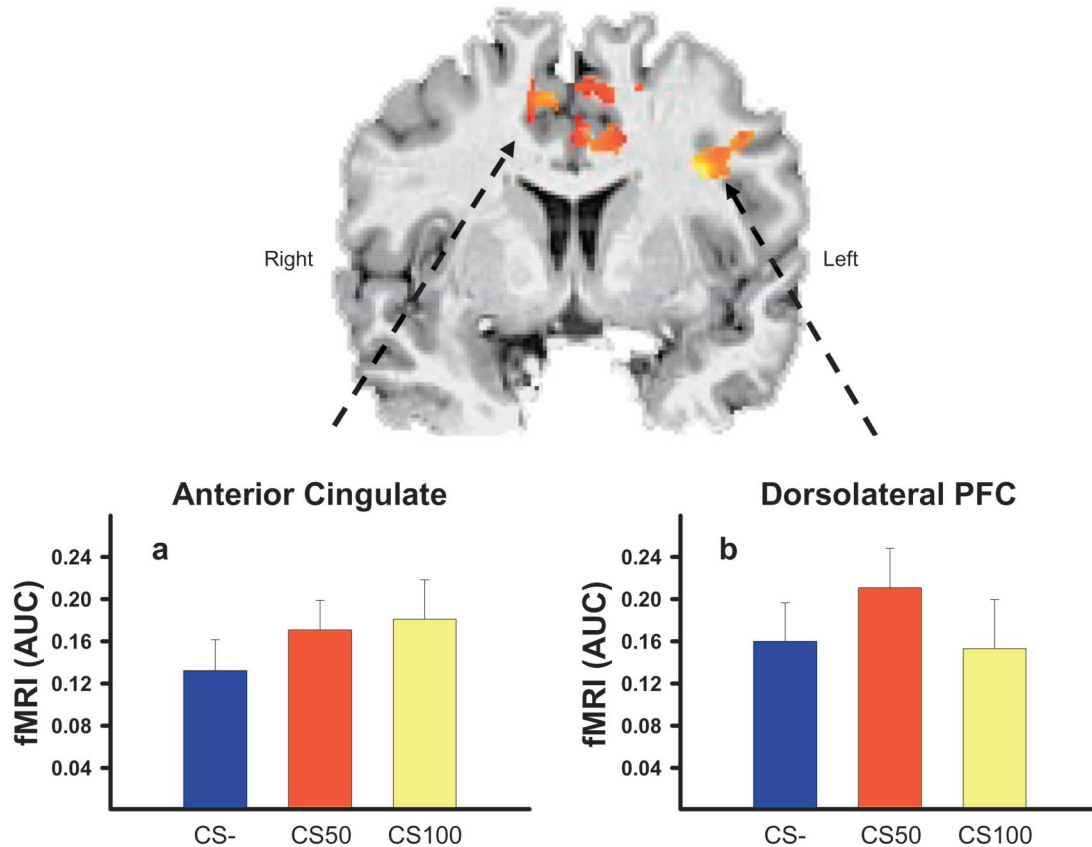 Right
Left
Anterior Cingulate
a
fMRI (AUC)
0.24
0.20
0.16
0.12
0.08
0.04
CS-
CS50
CS100
Dorsolateral PFC
b
fMRI (AUC)
0.24
0.20
0.16
0.12
0.08
0.04
CS-
CS50
CS100